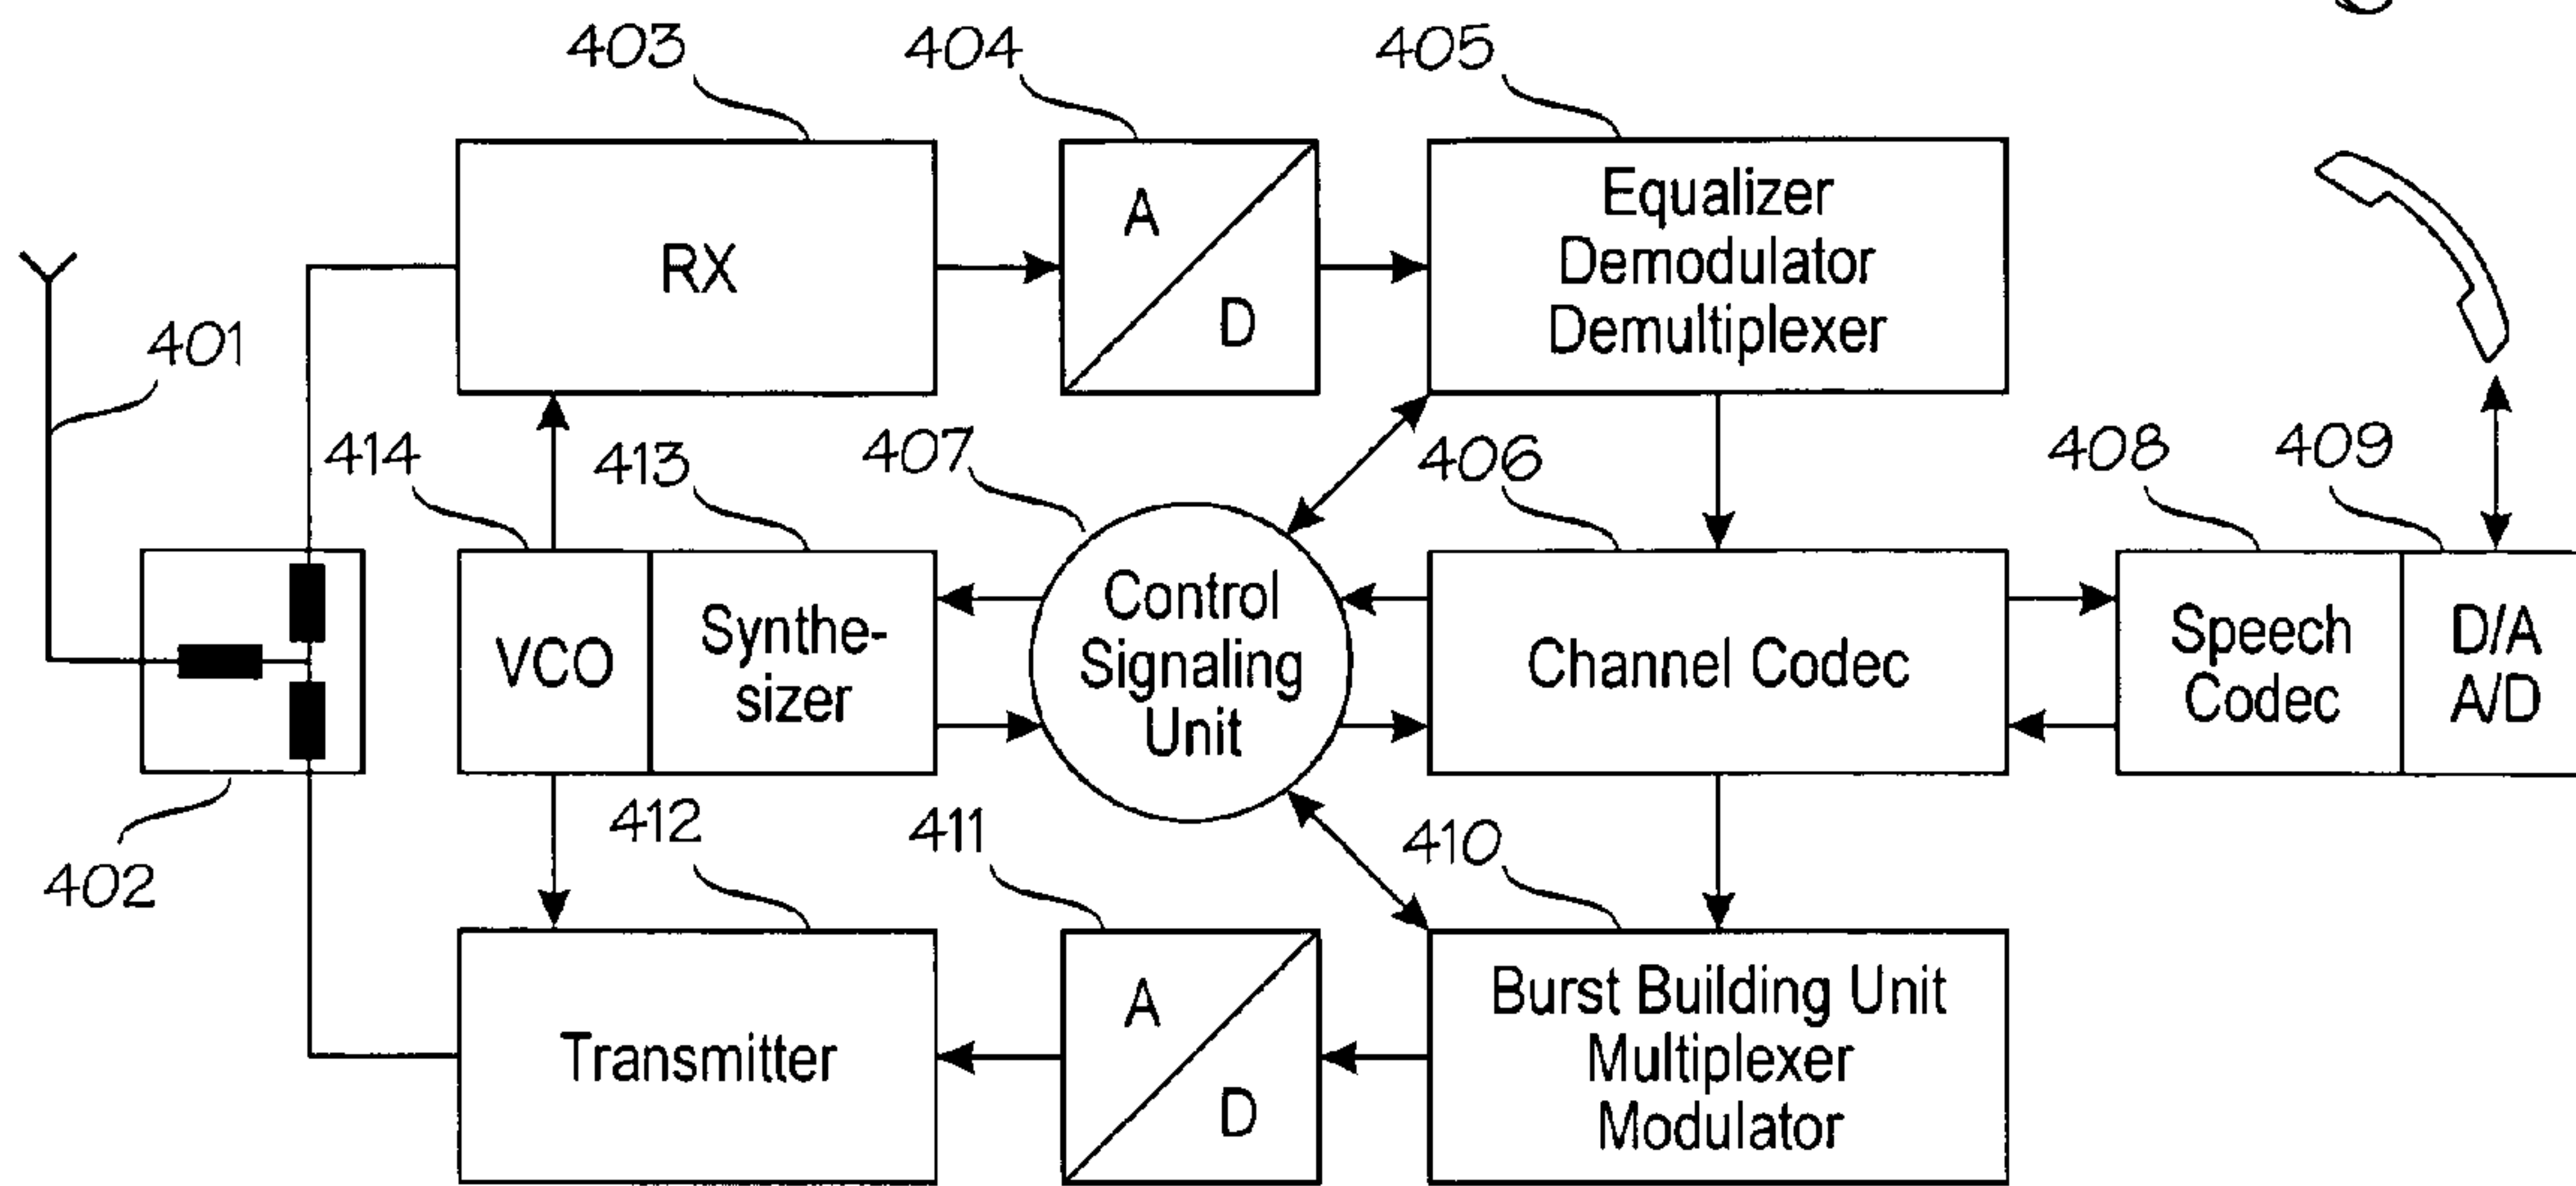 403
404
405
RX
A
D
Equalizer
Demodulator
Demultiplexer
401
414
413
407
406
408
409
VCO
Synthe-
sizer
Control
Signaling
Unit
Channel Codec
Speech
Codec
D/A
A/D
402
412
411
410
Transmitter
A
D
Burst Building Unit
Multiplexer
Modulator